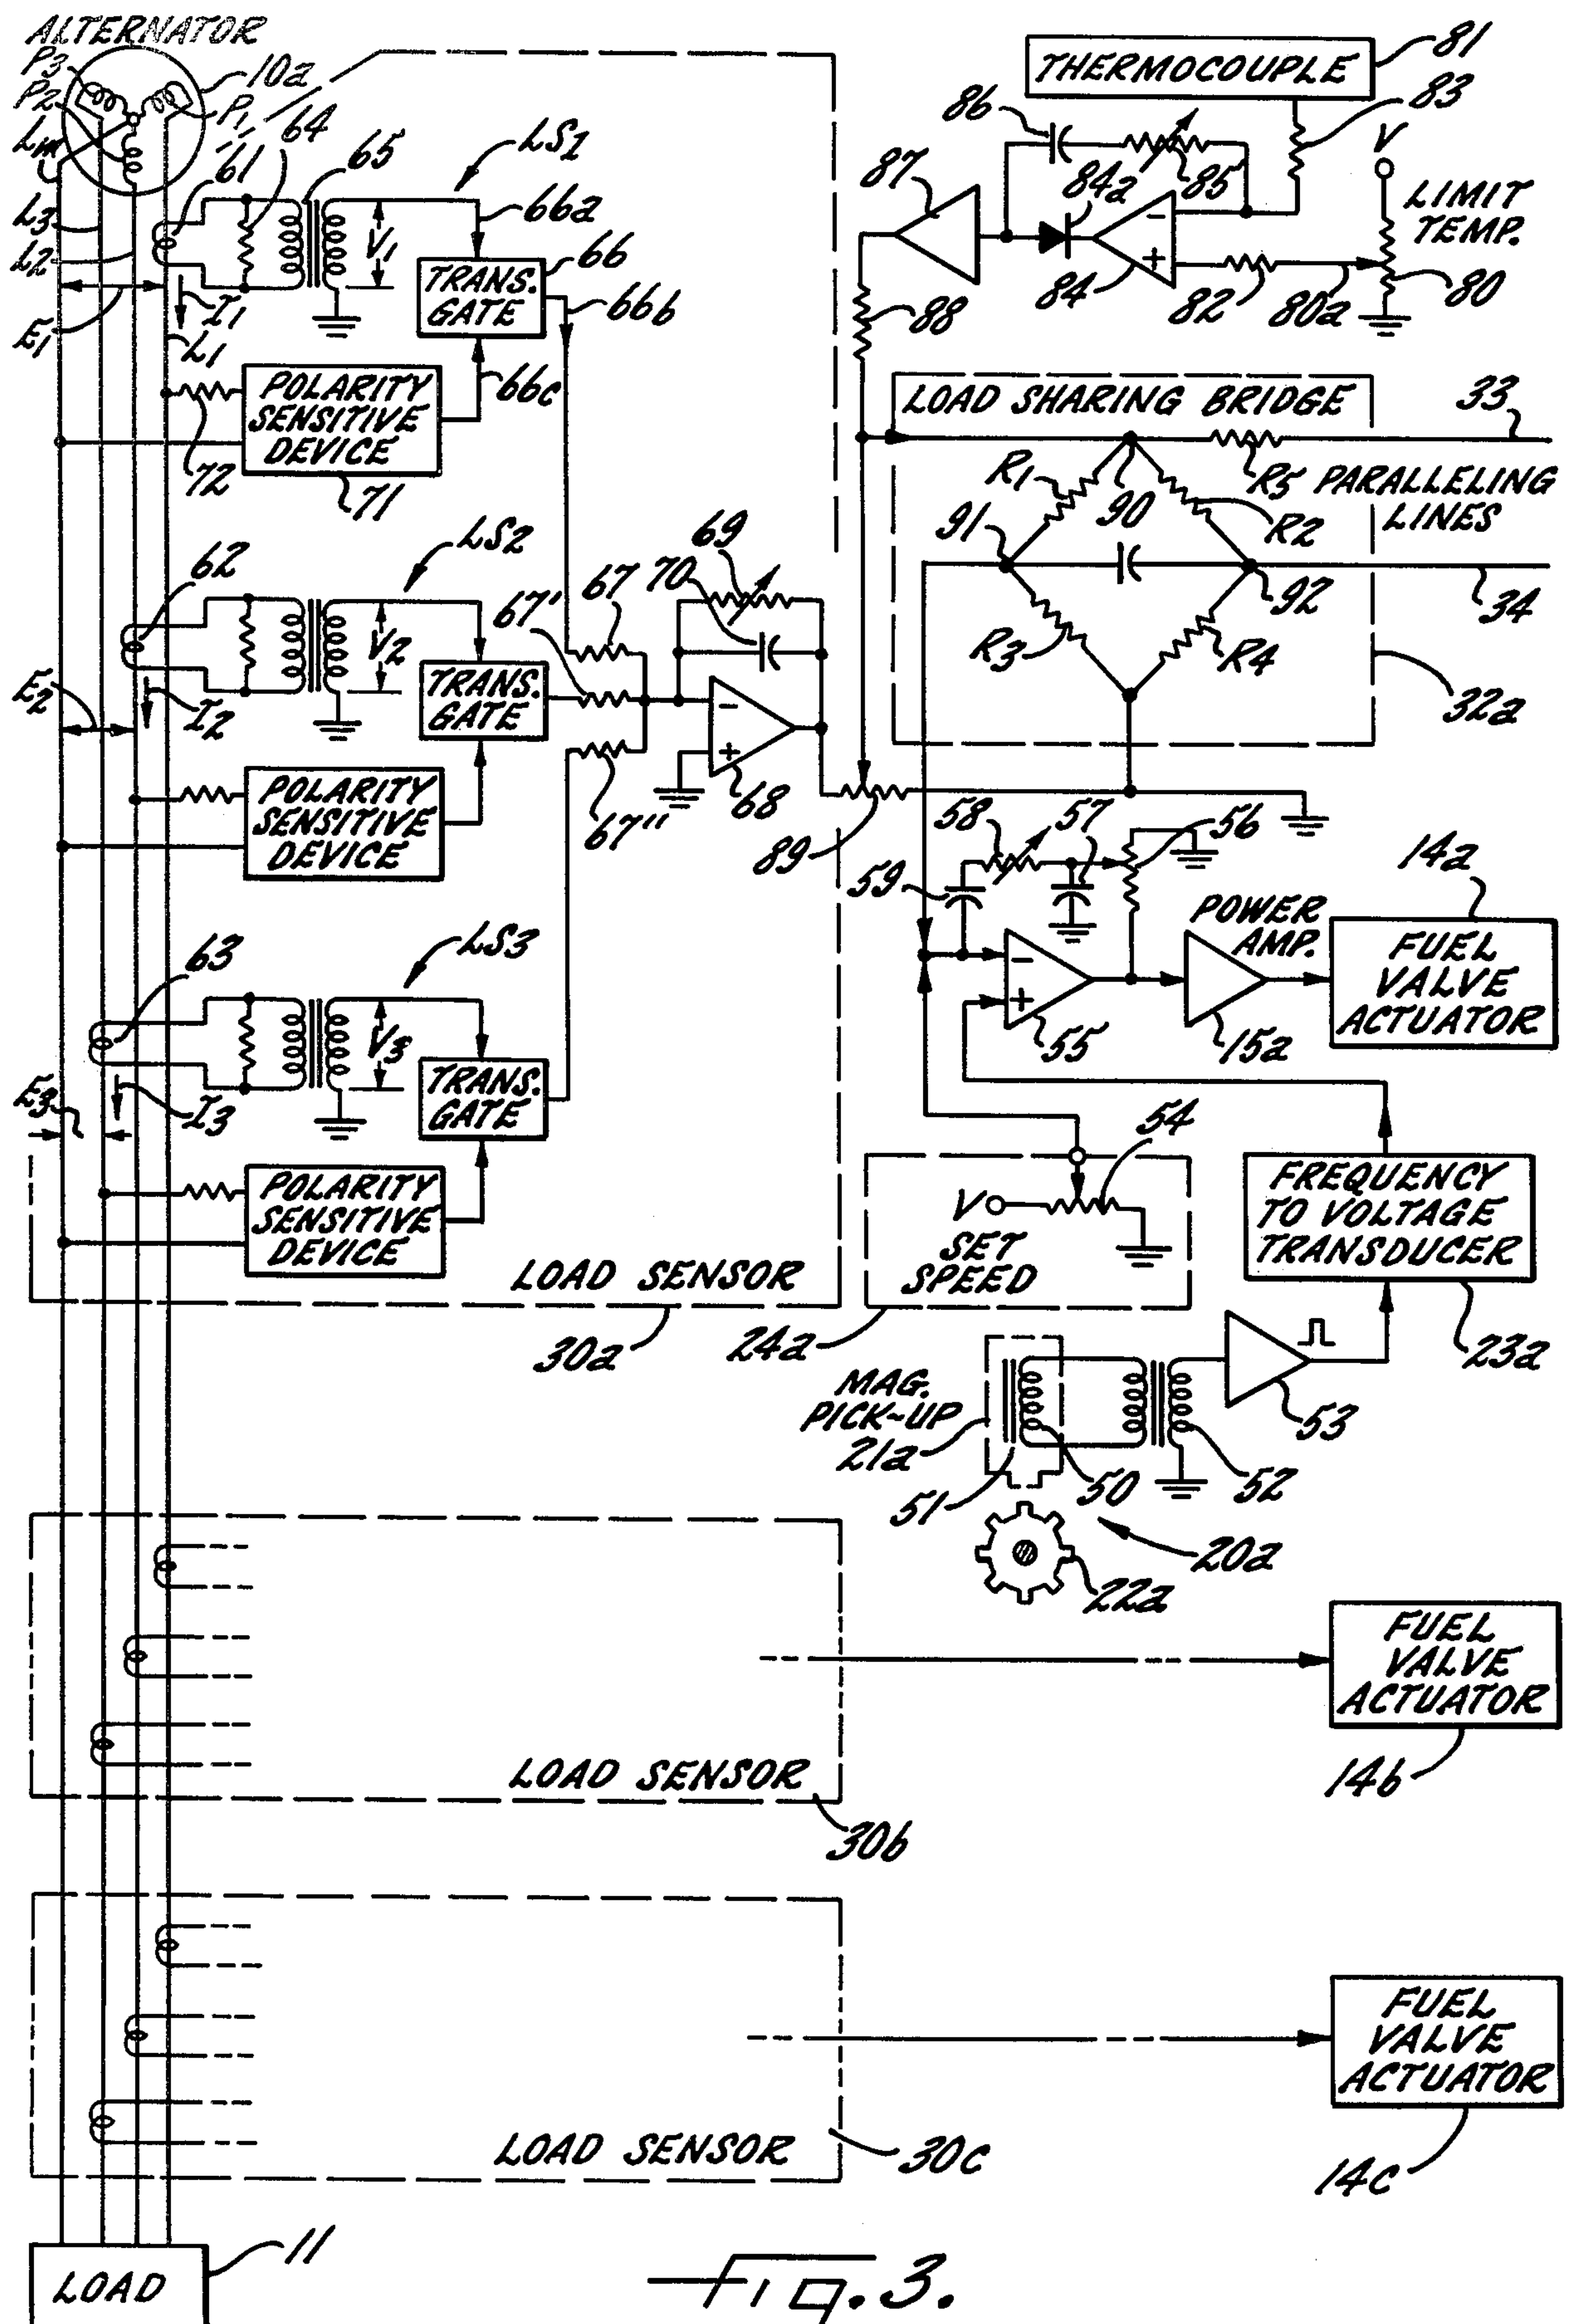 ALTERNATOR
P3
P2
Lm
L3
L2
10a
P1
64
61
65
LS1
66a
V1
TRANS.
GATE
66
66b
I1
E1
L1
66c
POLARITY
SENSITIVE
DEVICE
72
71
THERMOCOUPLE
81
83
86
87
84a
85
V
LIMIT
TEMP.
-
+
84
82
80a
80
88
LOAD SHARING BRIDGE
33
R1
90
R5
PARALLELING
LINES
R2
91
92
34
R3
R4
32a
62
LS2
V2
TRANS.
GATE
E2
I2
POLARITY
SENSITIVE
DEVICE
67'
67
70
69
67"
-
+
68
89
58
57
56
59
14a
POWER
AMP.
FUEL
VALVE
ACTUATOR
-
+
55
15a
63
LS3
V3
TRANS.
GATE
E3
I3
POLARITY
SENSITIVE
DEVICE
LOAD SENSOR
30a
54
V
SET
SPEED
24a
FREQUENCY
TO VOLTAGE
TRANSDUCER
23a
MAG.
PICK-UP
21a
51
50
52
53
20a
22a
LOAD SENSOR
30b
FUEL
VALVE
ACTUATOR
14b
LOAD SENSOR
30c
FUEL
VALVE
ACTUATOR
14c
LOAD
11
Fig. 3.